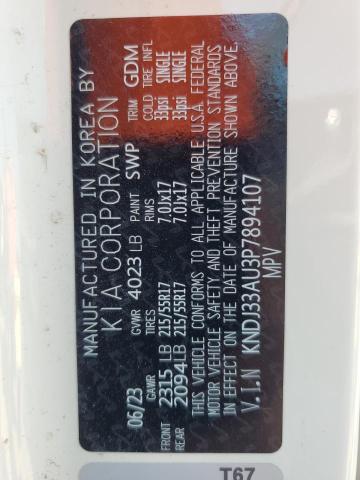 MANUFACTURED IN KOREA BY
KIA CORPORATION
06/23 GVWR 4023 LB PAINT SWP TRIM GDM
GAWR TIRES RIMS COLD TIRE INFL
FRONT 2315 LB 215/55R17 7.0JX17 33psi SINGLE
REAR 2094LB 215/55R17 7.0JX17 33psi SINGLE
THIS VEHICLE CONFORMS TO ALL APPLICABLE U.S.A. FEDERAL
MOTOR VEHICLE SAFETY AND THEFT PREVENTION STANDARDS
IN EFFECT ON THE DATE OF MANUFACTURE SHOWN ABOVE.
V.I.N KNDJ33AU3P7894107
MPV
T67